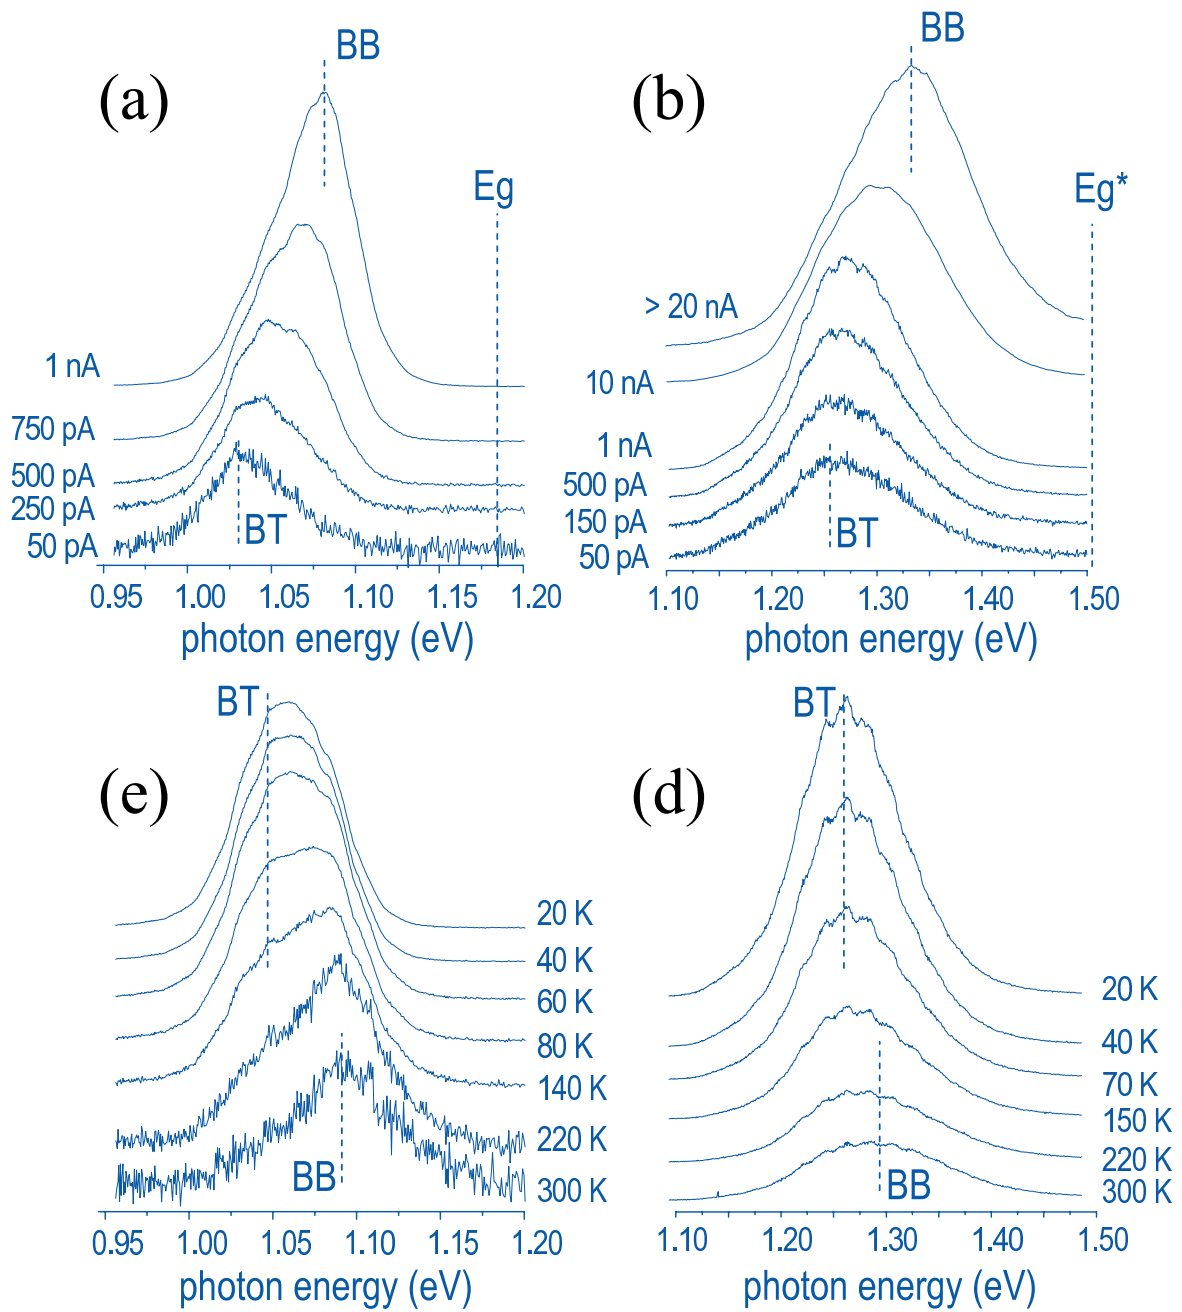 (a)
BB
Eg
1 nA
750 pA
500 pA
250 pA
50 pA
BT
0.95 1.00 1.05 1.10 1.15 1.20
photon energy (eV)
(b)
BB
Eg*
> 20 nA
10 nA
1 nA
500 pA
150 pA
50 pA
BT
1.10 1.20 1.30 1.40 1.50
photon energy (eV)
(e)
BT
20 K
40 K
60 K
80 K
140 K
220 K
300 K
BB
0.95 1.00 1.05 1.10 1.15 1.20
photon energy (eV)
(d)
BT
20 K
40 K
70 K
150 K
220 K
300 K
BB
1.10 1.20 1.30 1.40 1.50
photon energy (eV)